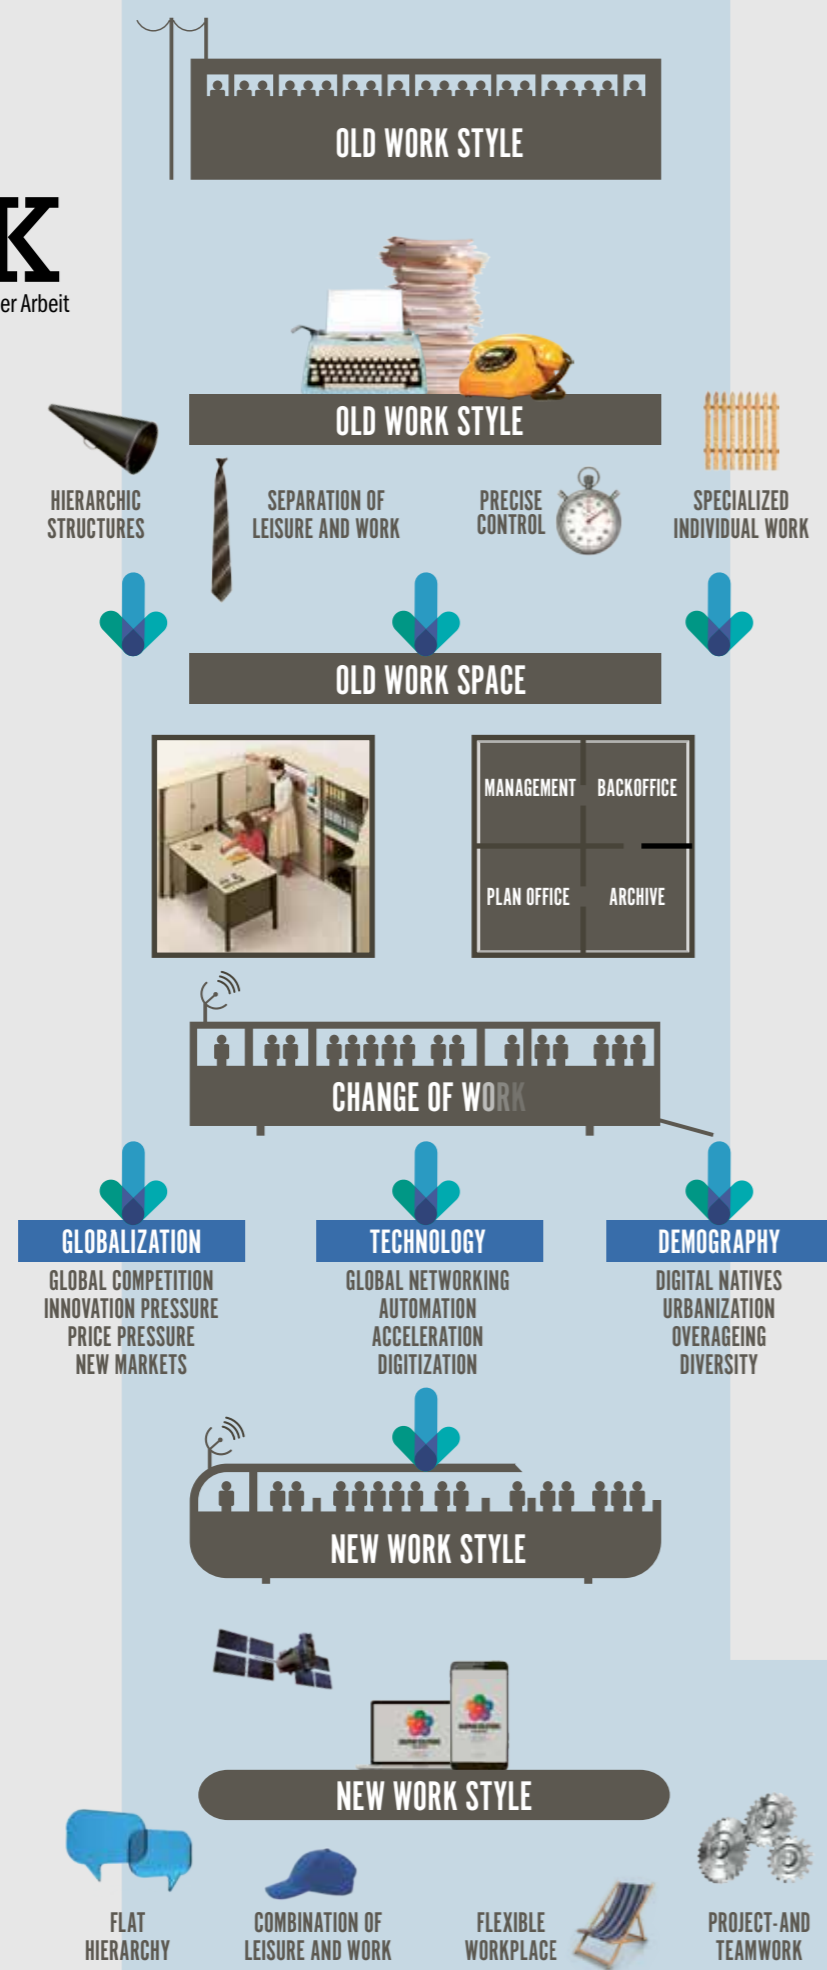 OLD WORK STYLE
K
er Arbeit
OLD WORK STYLE
HIERARCHIC
STRUCTURES
SEPARATION OF
LEISURE AND WORK
PRECISE
CONTROL
SPECIALIZED
INDIVIDUAL WORK
OLD WORK SPACE
MANAGEMENT
BACKOFFICE
PLAN OFFICE
ARCHIVE
CHANGE OF WORK
GLOBALIZATION
GLOBAL COMPETITION
INNOVATION PRESSURE
PRICE PRESSURE
NEW MARKETS
TECHNOLOGY
GLOBAL NETWORKING
AUTOMATION
ACCELERATION
DIGITIZATION
DEMOGRAPHY
DIGITAL NATIVES
URBANIZATION
OVERAGEING
DIVERSITY
NEW WORK STYLE
NEW WORK STYLE
FLAT
HIERARCHY
COMBINATION OF
LEISURE AND WORK
FLEXIBLE
WORKPLACE
PROJECT-AND
TEAMWORK